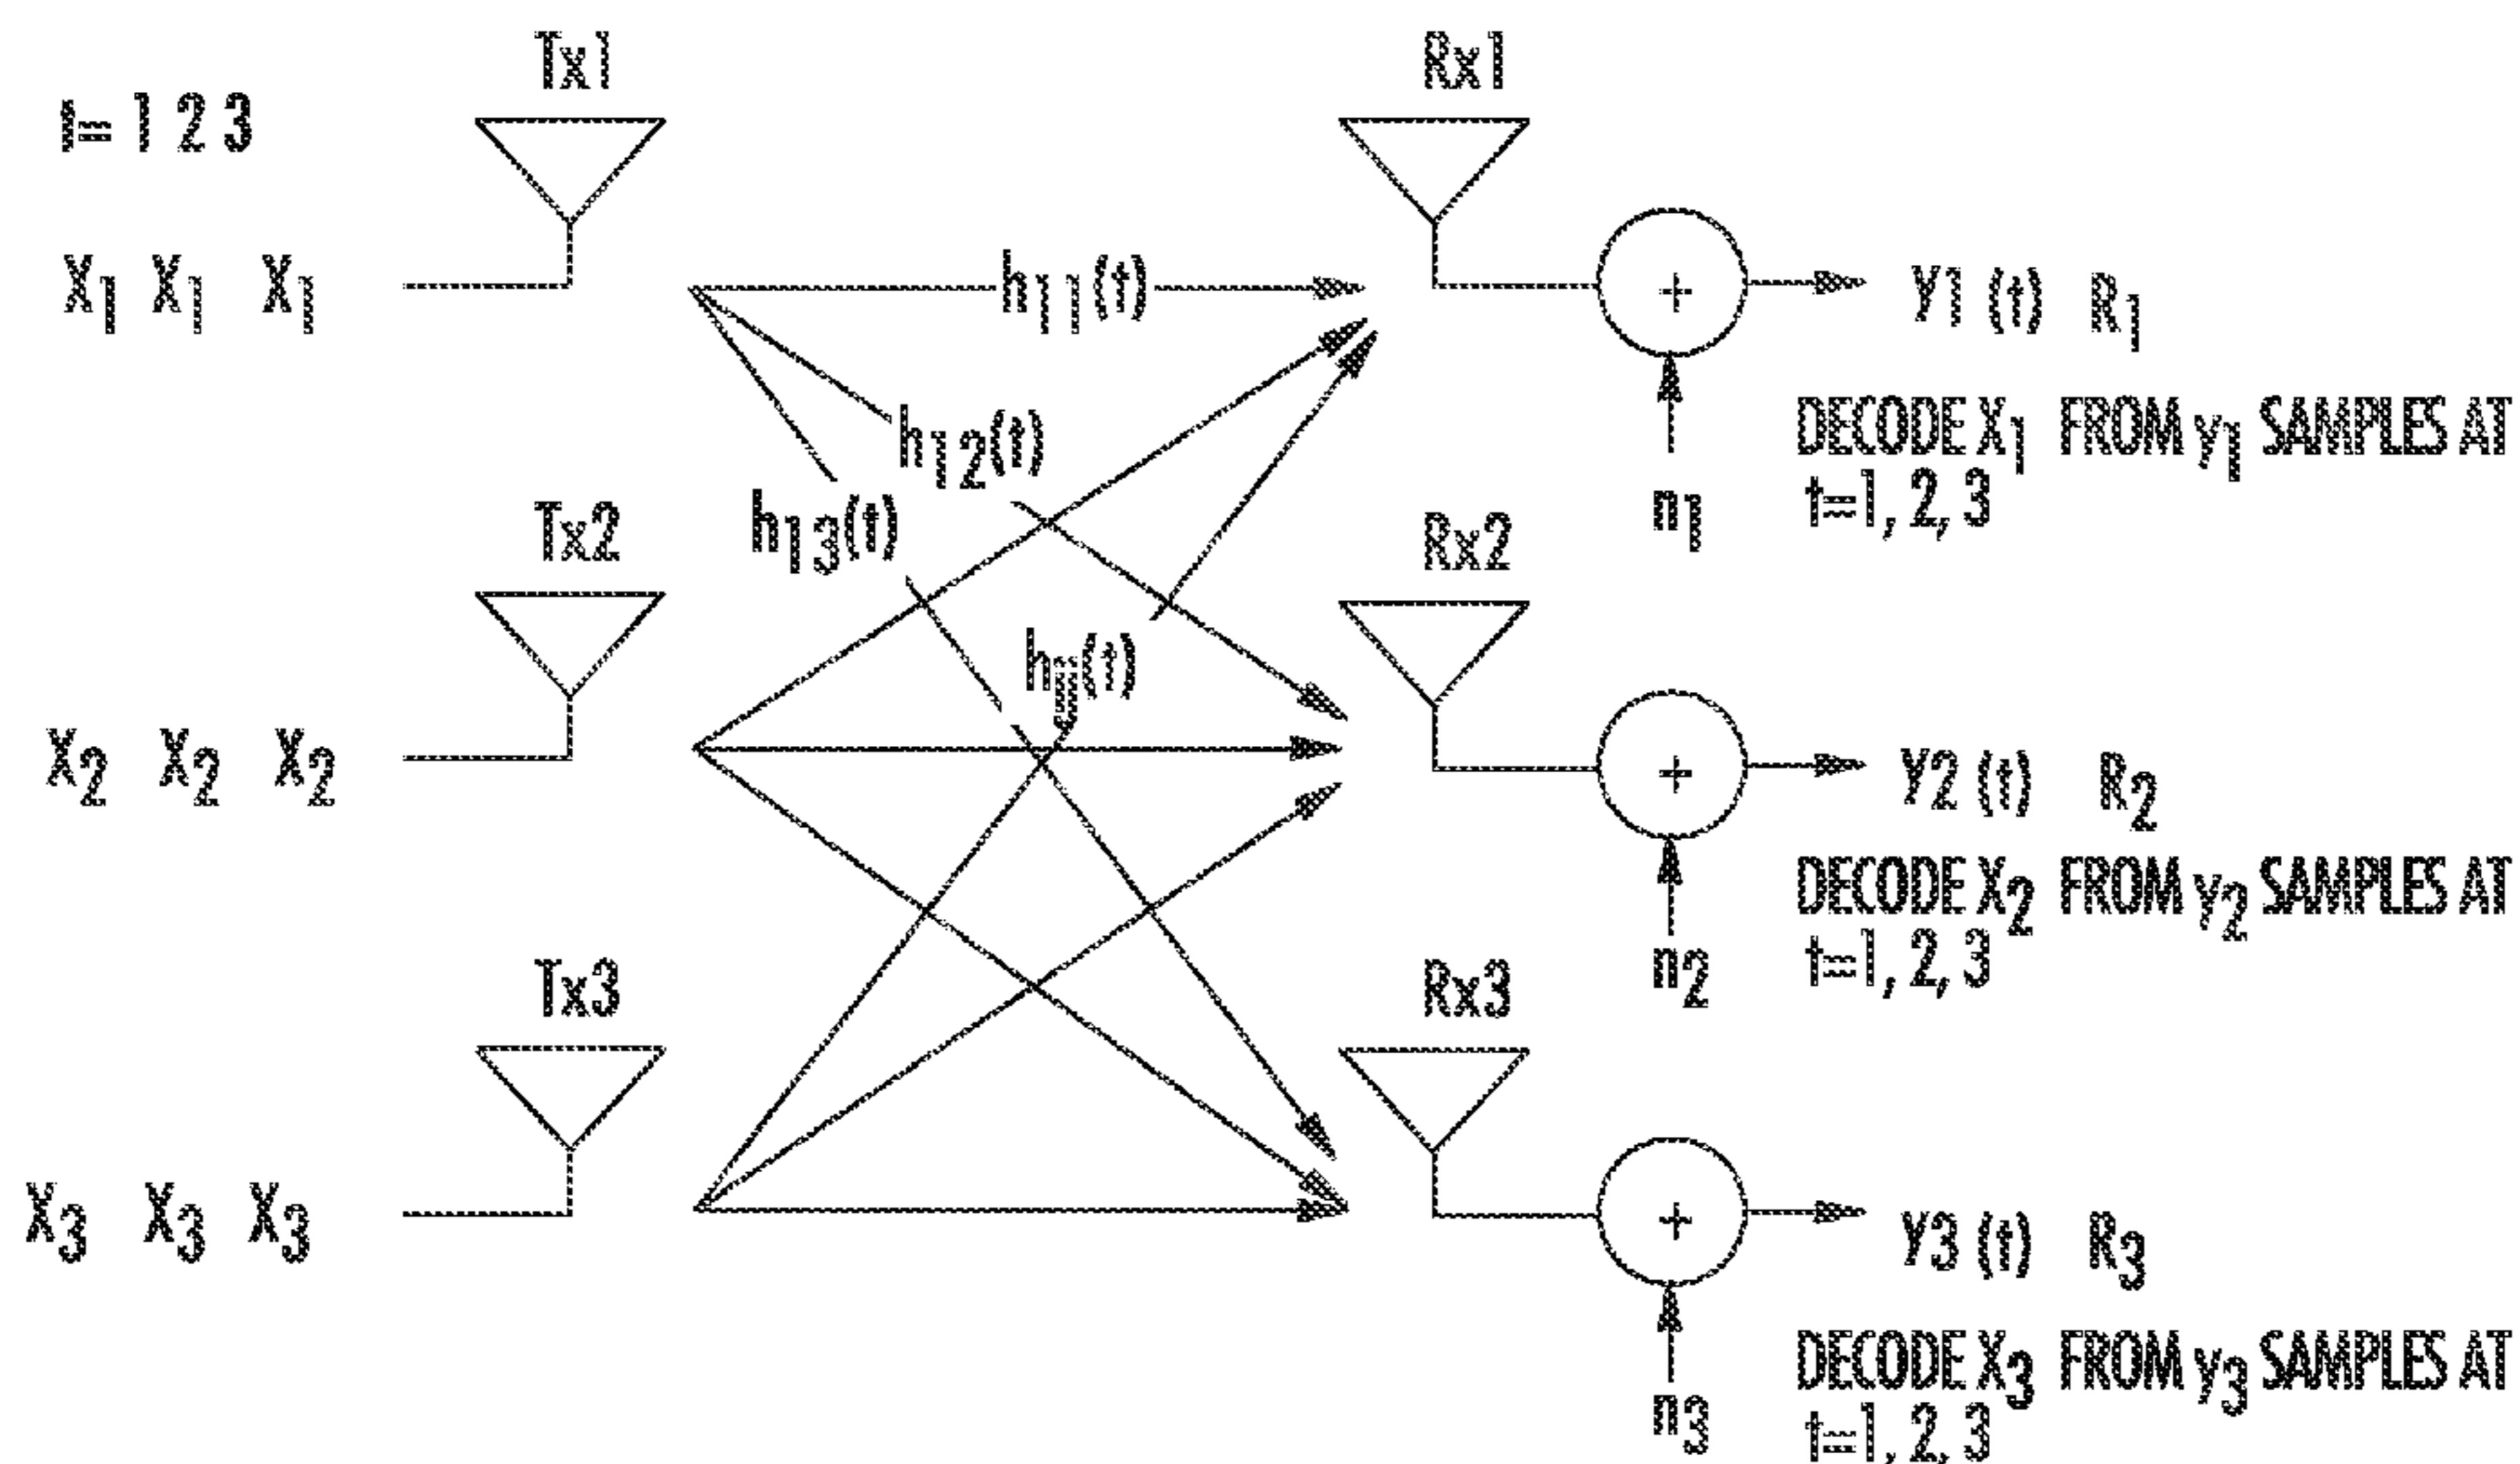 Tx1 Rx1
t= 1 2 3
X1 X1 X1 h11(t) + y1 (t) R1
h12(t) DECODE X1 FROM y1 SAMPLES AT
h13(t) n1 t=1, 2, 3
Tx2 Rx2
hij(t)
X2 X2 X2 + y2 (t) R2
DECODE X2 FROM y2 SAMPLES AT
n2 t=1, 2, 3
Tx3 Rx3
X3 X3 X3 + y3 (t) R3
DECODE X3 FROM y3 SAMPLES AT
n3 t=1, 2, 3